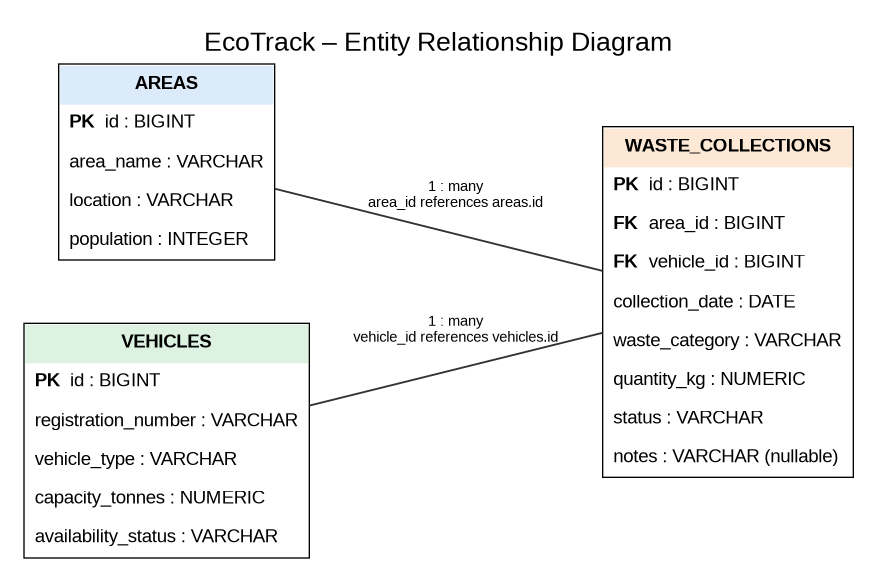 EcoTrack – Entity Relationship Diagram
AREAS
PK id : BIGINT
area_name : VARCHAR
location : VARCHAR
population : INTEGER
1 : many
area_id references areas.id
VEHICLES
PK id : BIGINT
registration_number : VARCHAR
vehicle_type : VARCHAR
capacity_tonnes : NUMERIC
availability_status : VARCHAR
1 : many
vehicle_id references vehicles.id
WASTE_COLLECTIONS
PK id : BIGINT
FK area_id : BIGINT
FK vehicle_id : BIGINT
collection_date : DATE
waste_category : VARCHAR
quantity_kg : NUMERIC
status : VARCHAR
notes : VARCHAR (nullable)